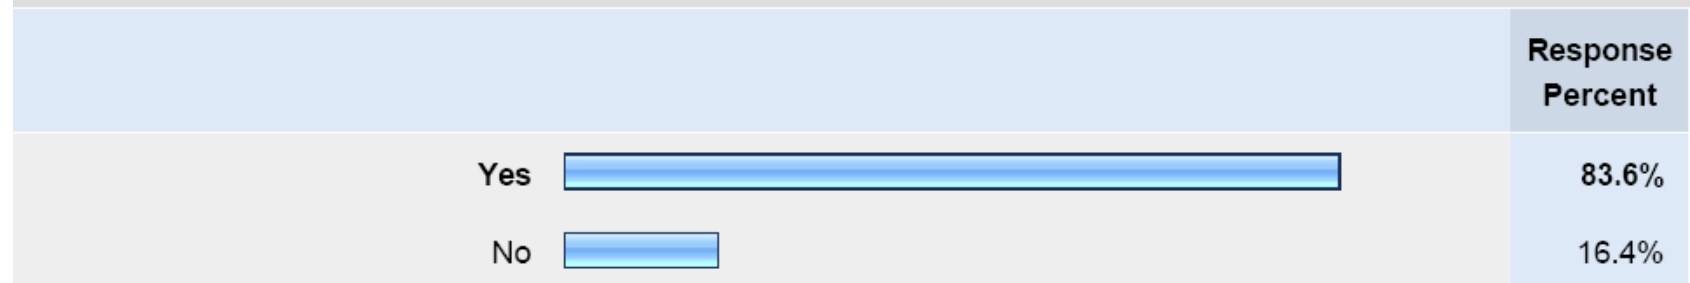 Response
Percent
Yes 83.6%
No 16.4%